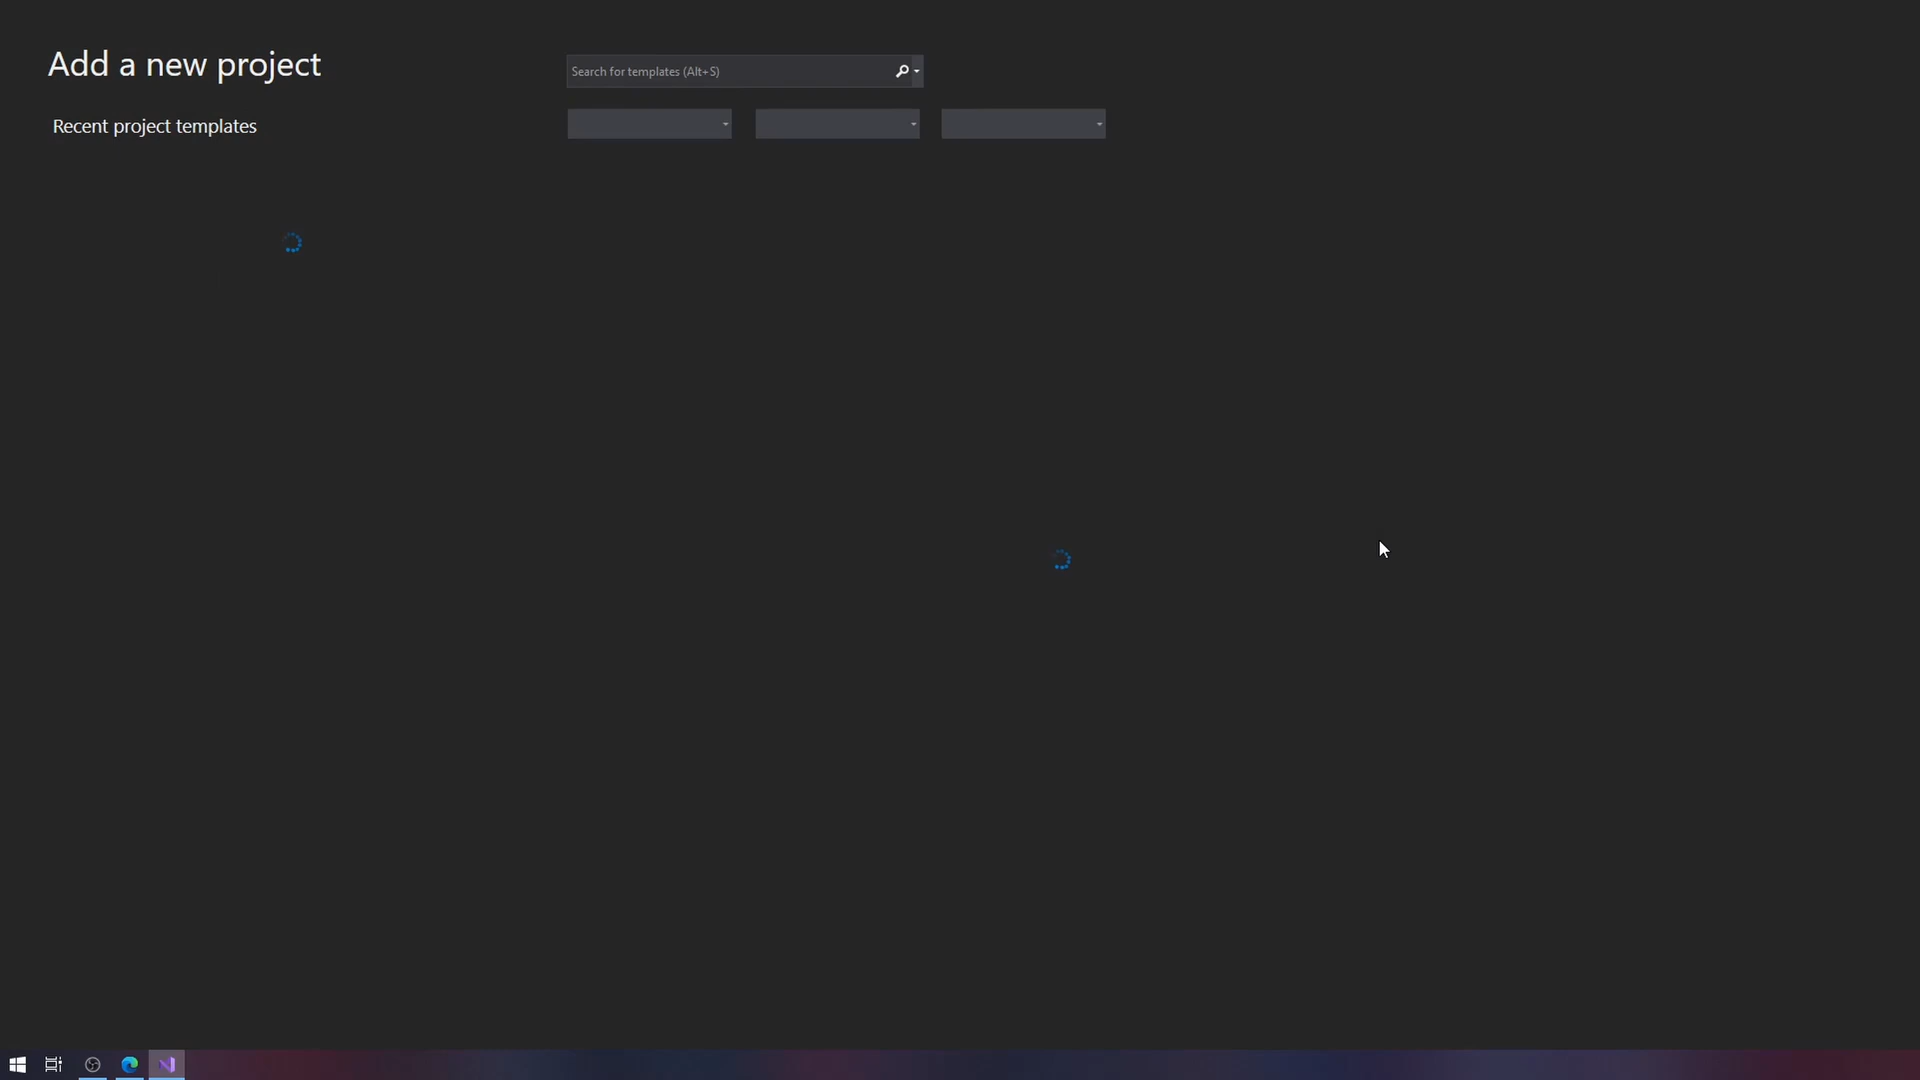 Add a new project
Search for templates (Alt+S)
Recent project templates